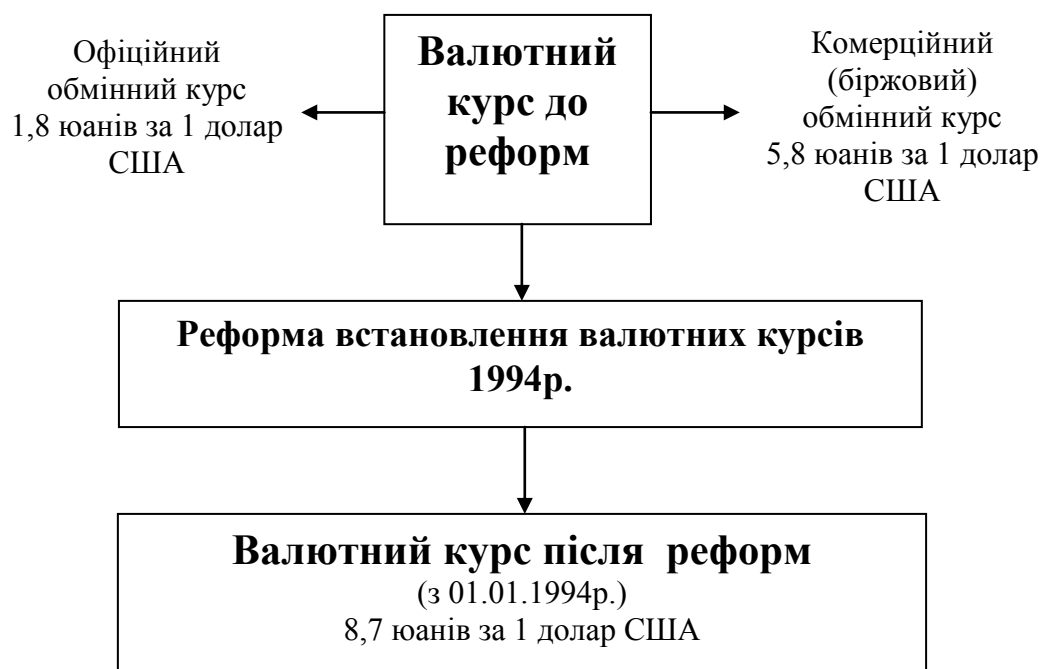 Офіційний
обмінний курс
1,8 юанів за 1 долар
США
Валютний
курс до
реформ
Комерційний
(біржовий)
обмінний курс
5,8 юанів за 1 долар
США
Реформа встановлення валютних курсів
1994р.
Валютний курс після реформ
(з 01.01.1994р.)
8,7 юанів за 1 долар США